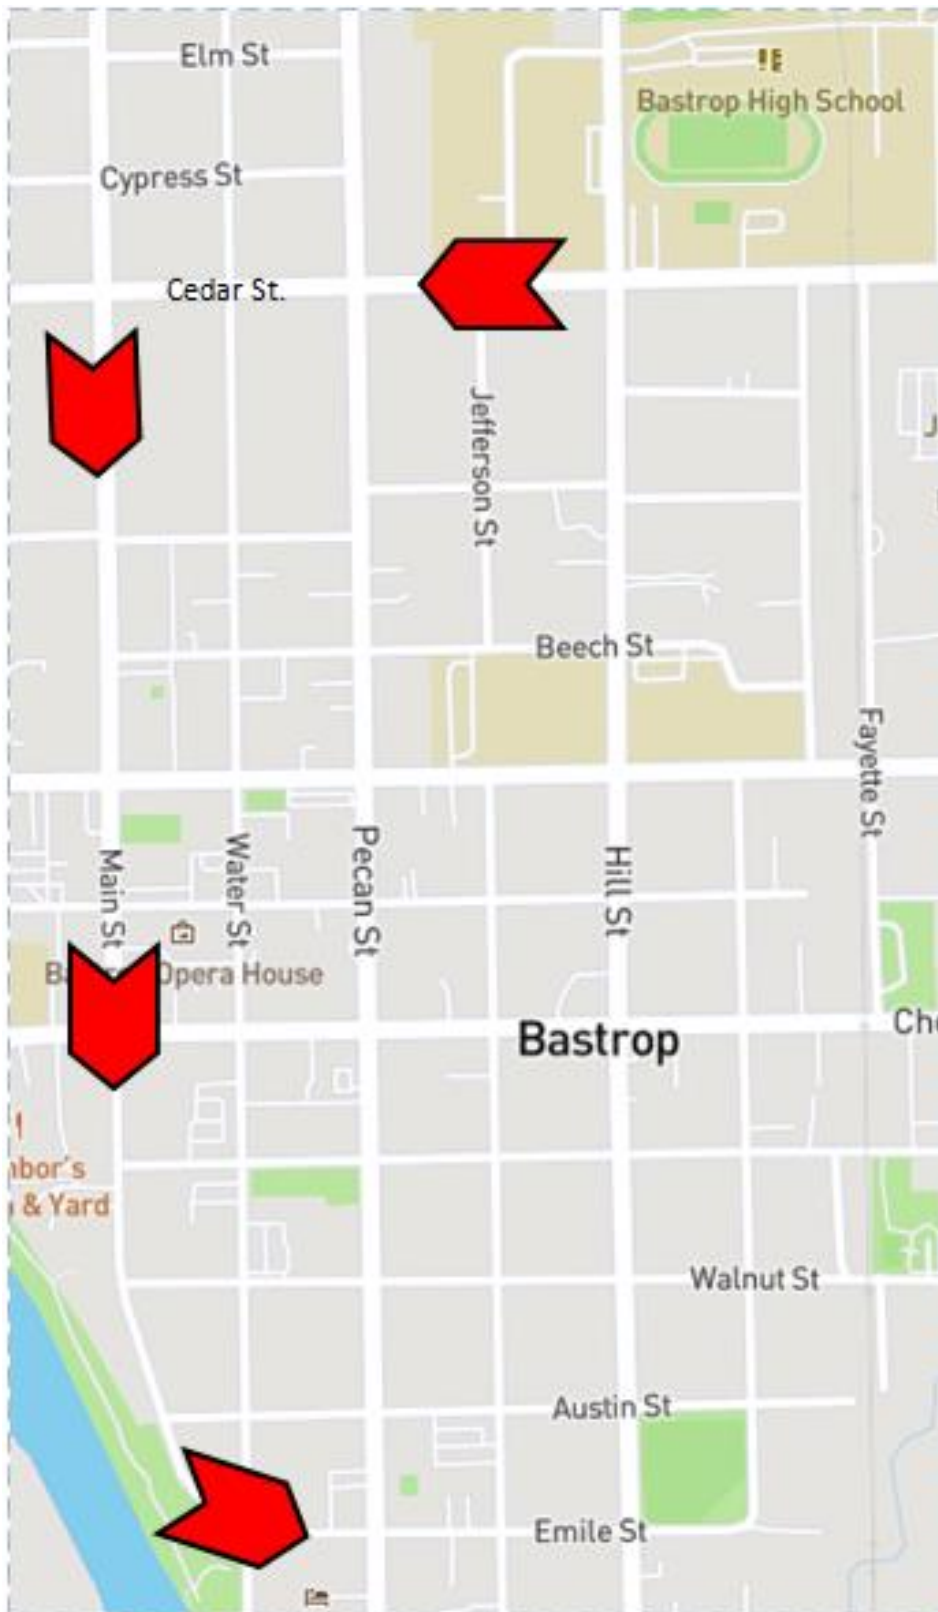 Elm St
Bastrop High School
Cypress St
Cedar St.
Jefferson St
Beech St
Fayette St
Pecan St
Hill St
Water St
Main St
Opera House
Bastrop
nbor's
& Yard
Walnut St
Austin St
Emile St